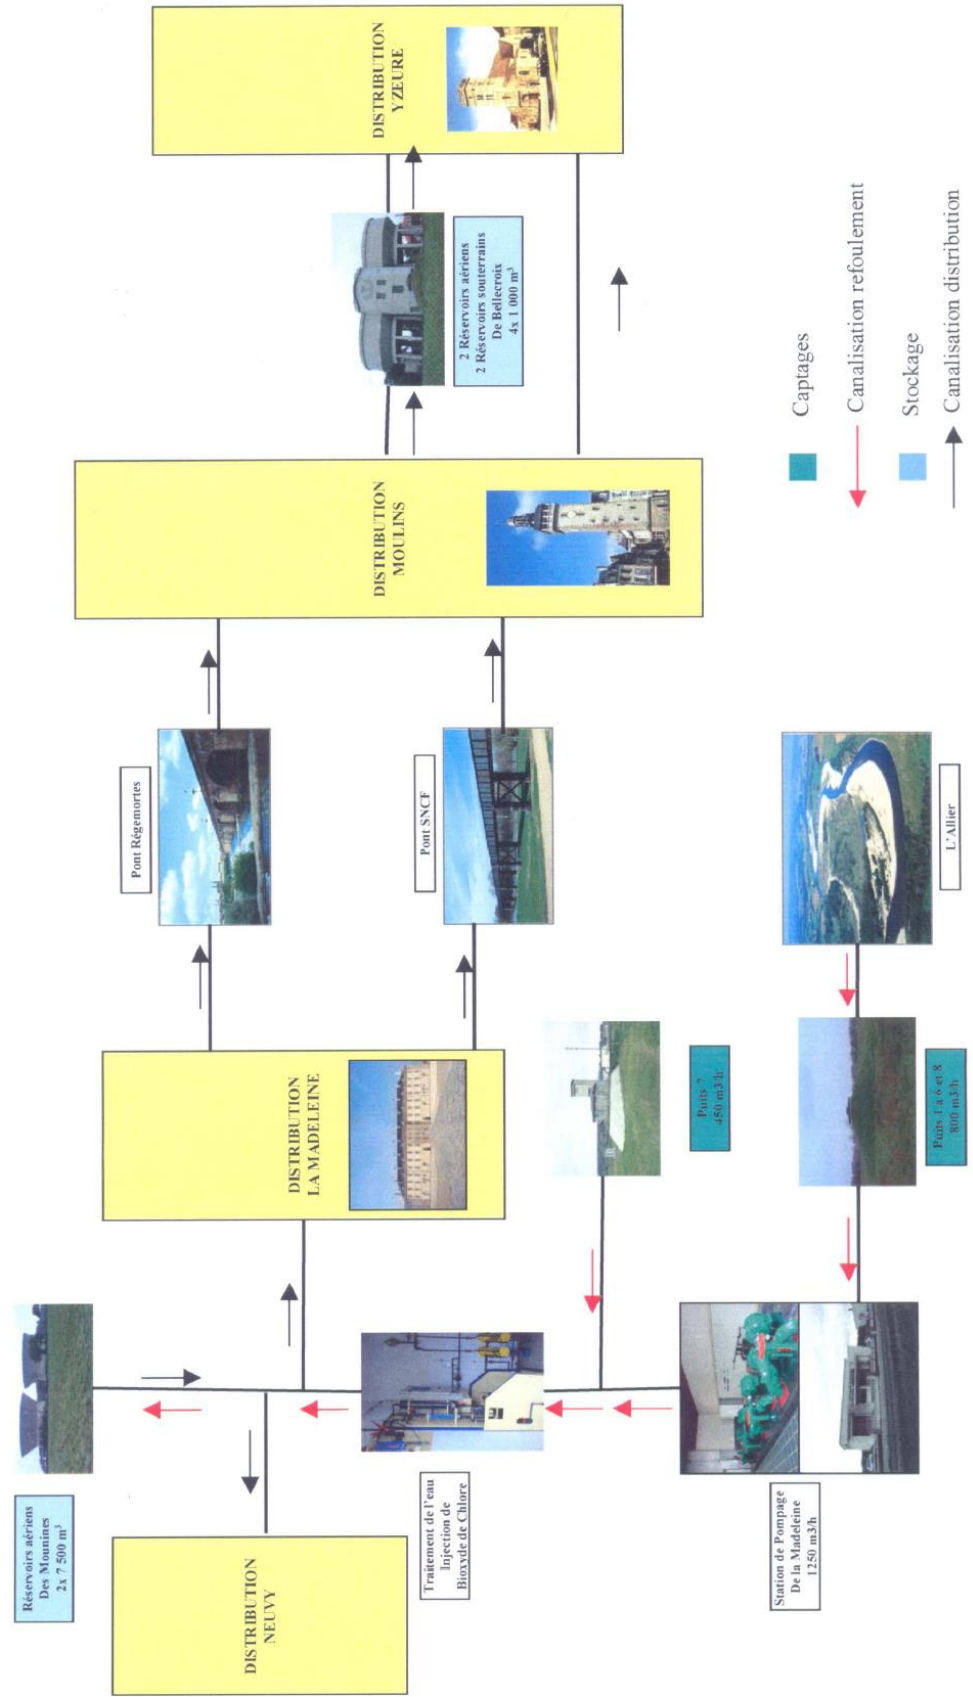 Réservoirs aériens
Des Mounines
2x 7 500 m³
DISTRIBUTION
NEUVY
Traitement de l'eau
Injection de
Bioxyde de Chlore
Station de Pompage
De la Madeleine
1250 m3/h
DISTRIBUTION
LA MADELEINE
Puits 7
450 m3/h
Puits 1 à 6 et 8
800 m3/h
Pont Régemortes
Pont SNCF
L'Allier
DISTRIBUTION
MOULINS
2 Réservoirs aériens
2 Réservoirs souterrains
De Bellecroix
4x 1 000 m³
DISTRIBUTION
YZEURE
Captages
Canalisation refoulement
Stockage
Canalisation distribution